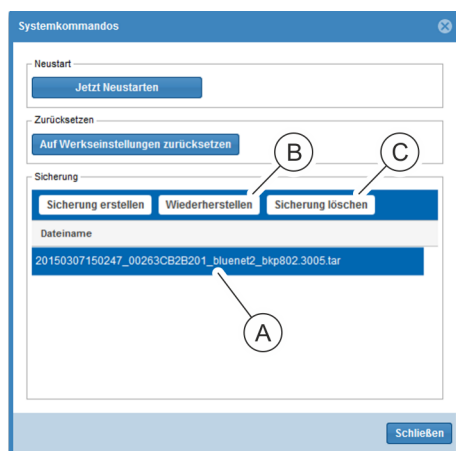 Systemkommandos
Neustart
Jetzt Neustarten
Zurücksetzen
Auf Werkseinstellungen zurücksetzen
B
C
Sicherung
Sicherung erstellen Wiederherstellen Sicherung löschen
Dateiname
20150307150247_00263CB2B201_bluenet2_bkp802.3005.tar
A
Schließen